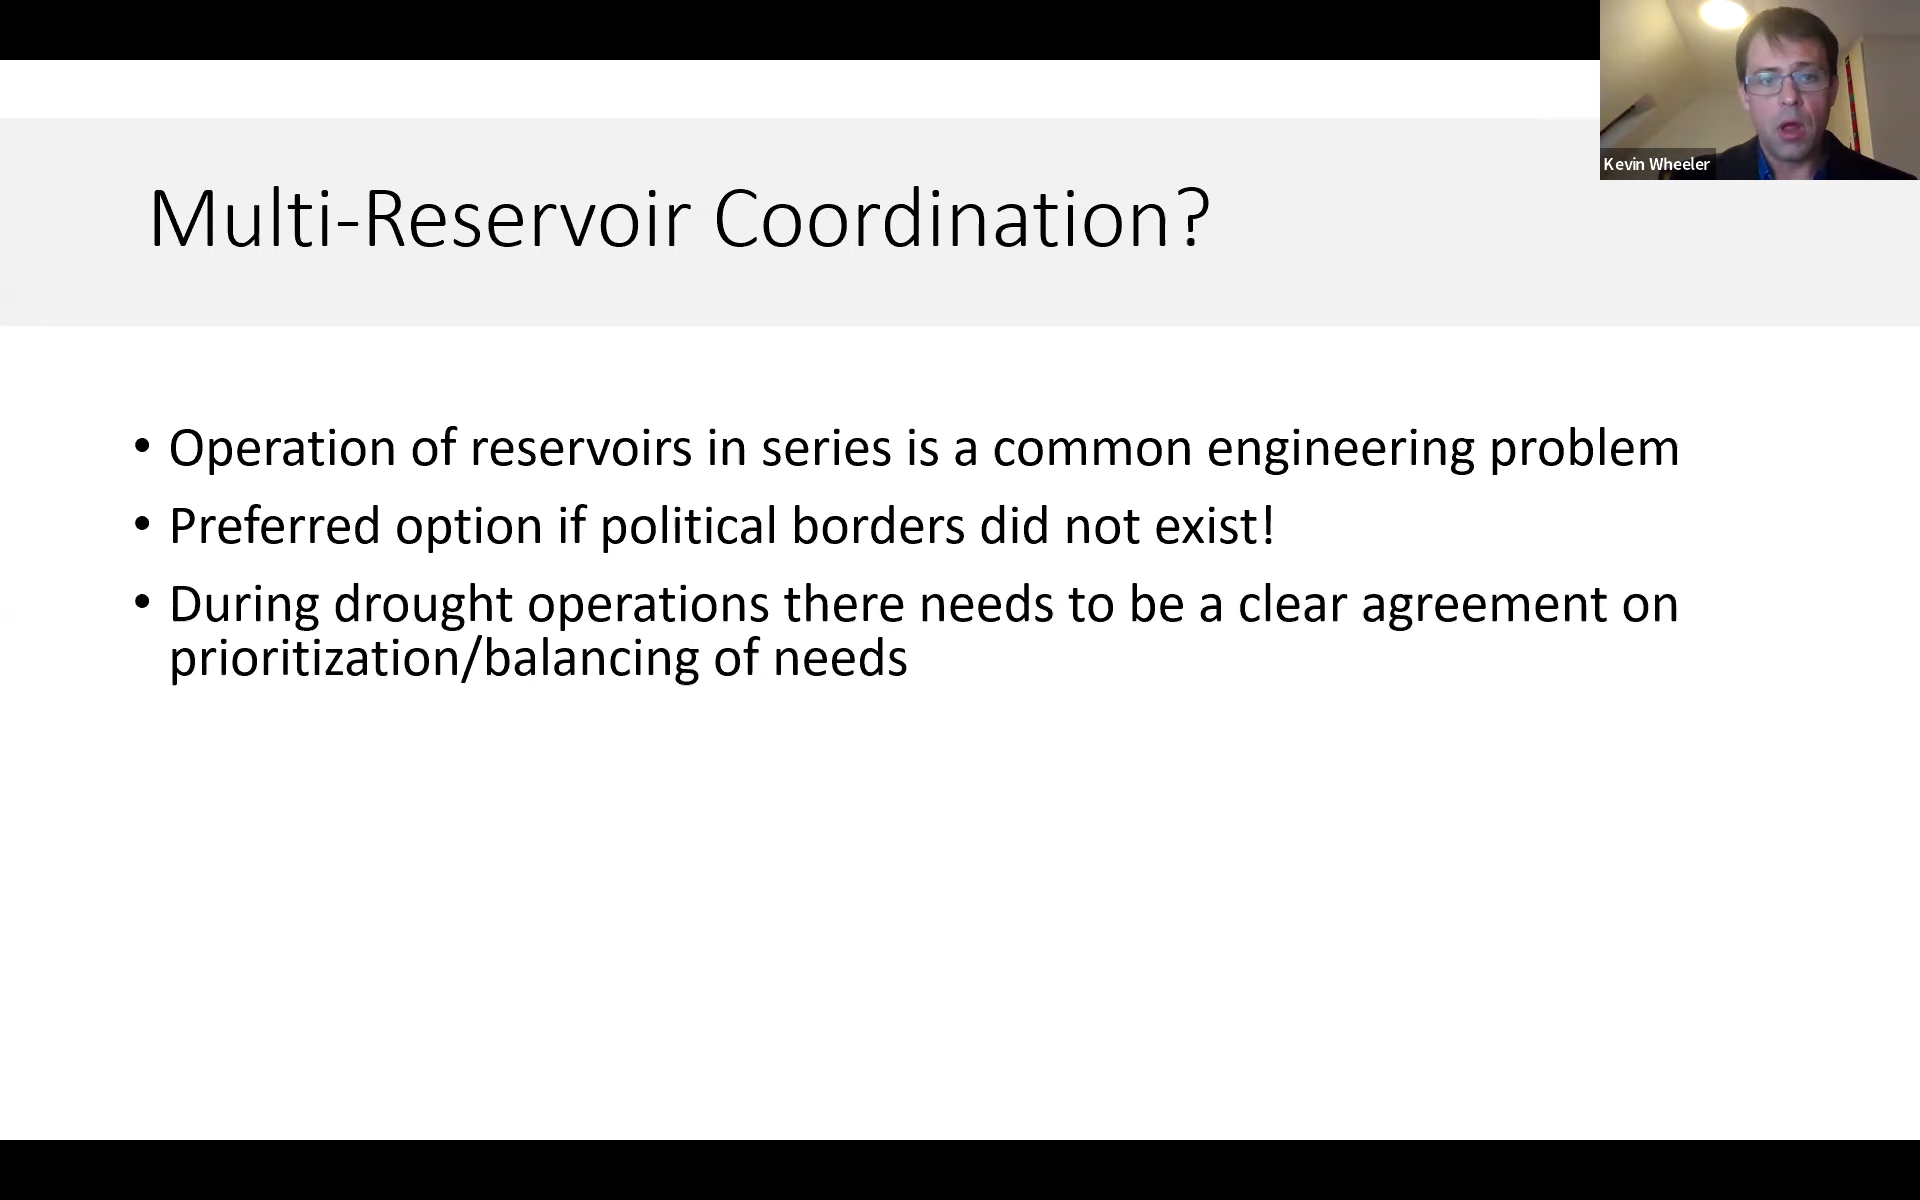 Kevin Wheeler
Multi-Reservoir Coordination?
• Operation of reservoirs in series is a common engineering problem
• Preferred option if political borders did not exist!
• During drought operations there needs to be a clear agreement on
prioritization/balancing of needs